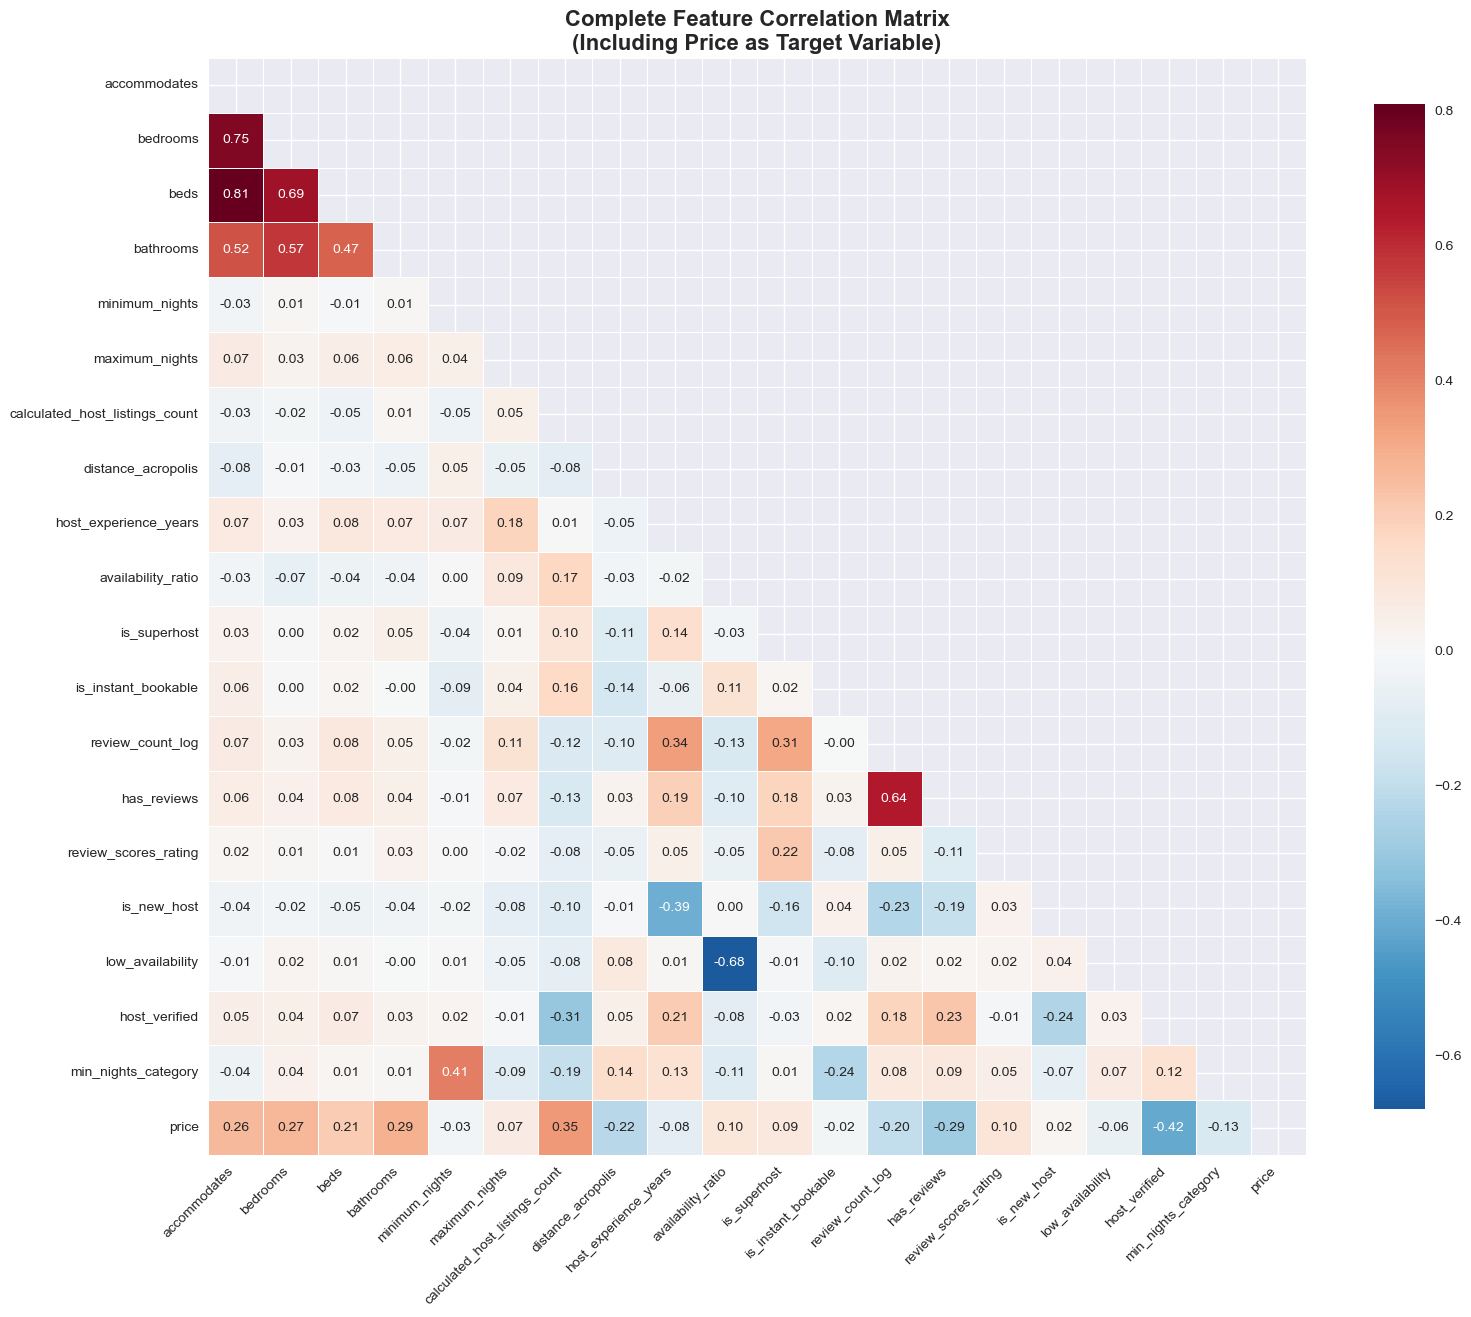 Complete Feature Correlation Matrix
(Including Price as Target Variable)
accommodates
bedrooms 0.75
beds 0.81 0.69
bathrooms 0.52 0.57 0.47
minimum_nights -0.03 0.01 -0.01 0.01
maximum_nights 0.07 0.03 0.06 0.06 0.04
calculated_host_listings_count -0.03 -0.02 -0.05 0.01 -0.05 0.05
distance_acropolis -0.08 -0.01 -0.03 -0.05 0.05 -0.05 -0.08
host_experience_years 0.07 0.03 0.08 0.07 0.07 0.18 0.01 -0.05
availability_ratio -0.03 -0.07 -0.04 -0.04 0.00 0.09 0.17 -0.03 -0.02
is_superhost 0.03 0.00 0.02 0.05 -0.04 0.01 0.10 -0.11 0.14 -0.03
is_instant_bookable 0.06 0.00 0.02 -0.00 -0.09 0.04 0.16 -0.14 -0.06 0.11 0.02
review_count_log 0.07 0.03 0.08 0.05 -0.02 0.11 -0.12 -0.10 0.34 -0.13 0.31 -0.00
has_reviews 0.06 0.04 0.08 0.04 -0.01 0.07 -0.13 0.03 0.19 -0.10 0.18 0.03 0.64
review_scores_rating 0.02 0.01 0.01 0.03 0.00 -0.02 -0.08 -0.05 0.05 -0.05 0.22 -0.08 0.05 -0.11
is_new_host -0.04 -0.02 -0.05 -0.04 -0.02 -0.08 -0.10 -0.01 -0.39 0.00 -0.16 0.04 -0.23 -0.19 0.03
low_availability -0.01 0.02 0.01 -0.00 0.01 -0.05 -0.08 0.08 0.01 -0.68 -0.01 -0.10 0.02 0.02 0.02 0.04
host_verified 0.05 0.04 0.07 0.03 0.02 -0.01 -0.31 0.05 0.21 -0.08 -0.03 0.02 0.18 0.23 -0.01 -0.24 0.03
min_nights_category -0.04 0.04 0.01 0.01 0.41 -0.09 -0.19 0.14 0.13 -0.11 0.01 -0.24 0.08 0.09 0.05 -0.07 0.07 0.12
price 0.26 0.27 0.21 0.29 -0.03 0.07 0.35 -0.22 -0.08 0.10 0.09 -0.02 -0.20 -0.29 0.10 0.02 -0.06 -0.42 -0.13
accommodates
bedrooms
beds
bathrooms
minimum_nights
maximum_nights
calculated_host_listings_count
distance_acropolis
host_experience_years
availability_ratio
is_superhost
is_instant_bookable
review_count_log
has_reviews
review_scores_rating
is_new_host
low_availability
host_verified
min_nights_category
price
0.8
0.6
0.4
0.2
0.0
−0.2
−0.4
−0.6